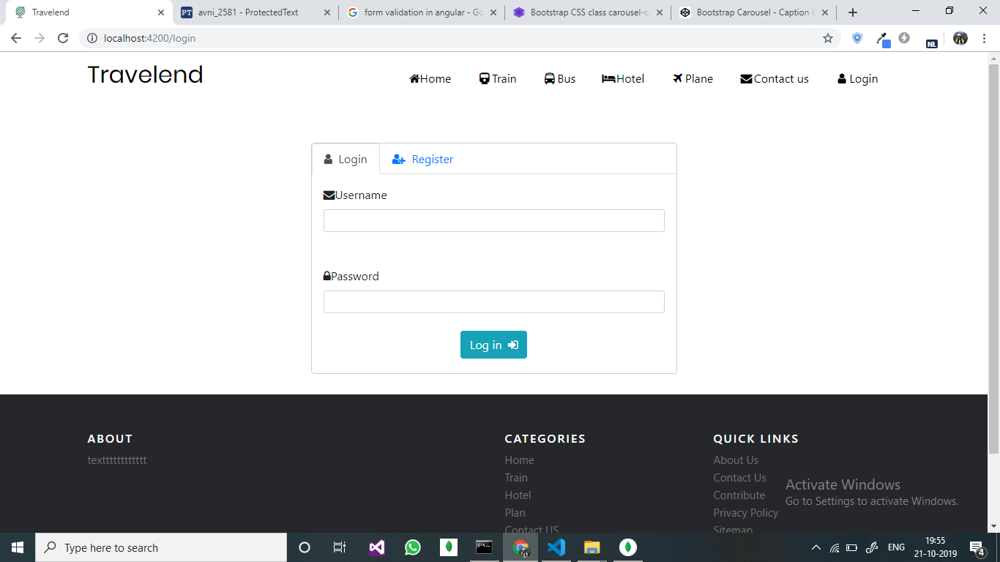 Travelend
avni_2581 - ProtectedText
form validation in angular - Go
Bootstrap CSS class carousel-c
Bootstrap Carousel - Caption
localhost:4200/login
NL
Travelend
Home Train Bus Hotel Plane Contact us Login
Login Register
Username
Password
Log in
ABOUT
texttttttttttttt
CATEGORIES
Home
Train
Hotel
Plan
Contact US
QUICK LINKS
About Us
Contact Us
Contribute
Privacy Policy
Sitemap
Activate Windows
Go to Settings to activate Windows.
Type here to search
ENG
19:55
21-10-2019
4